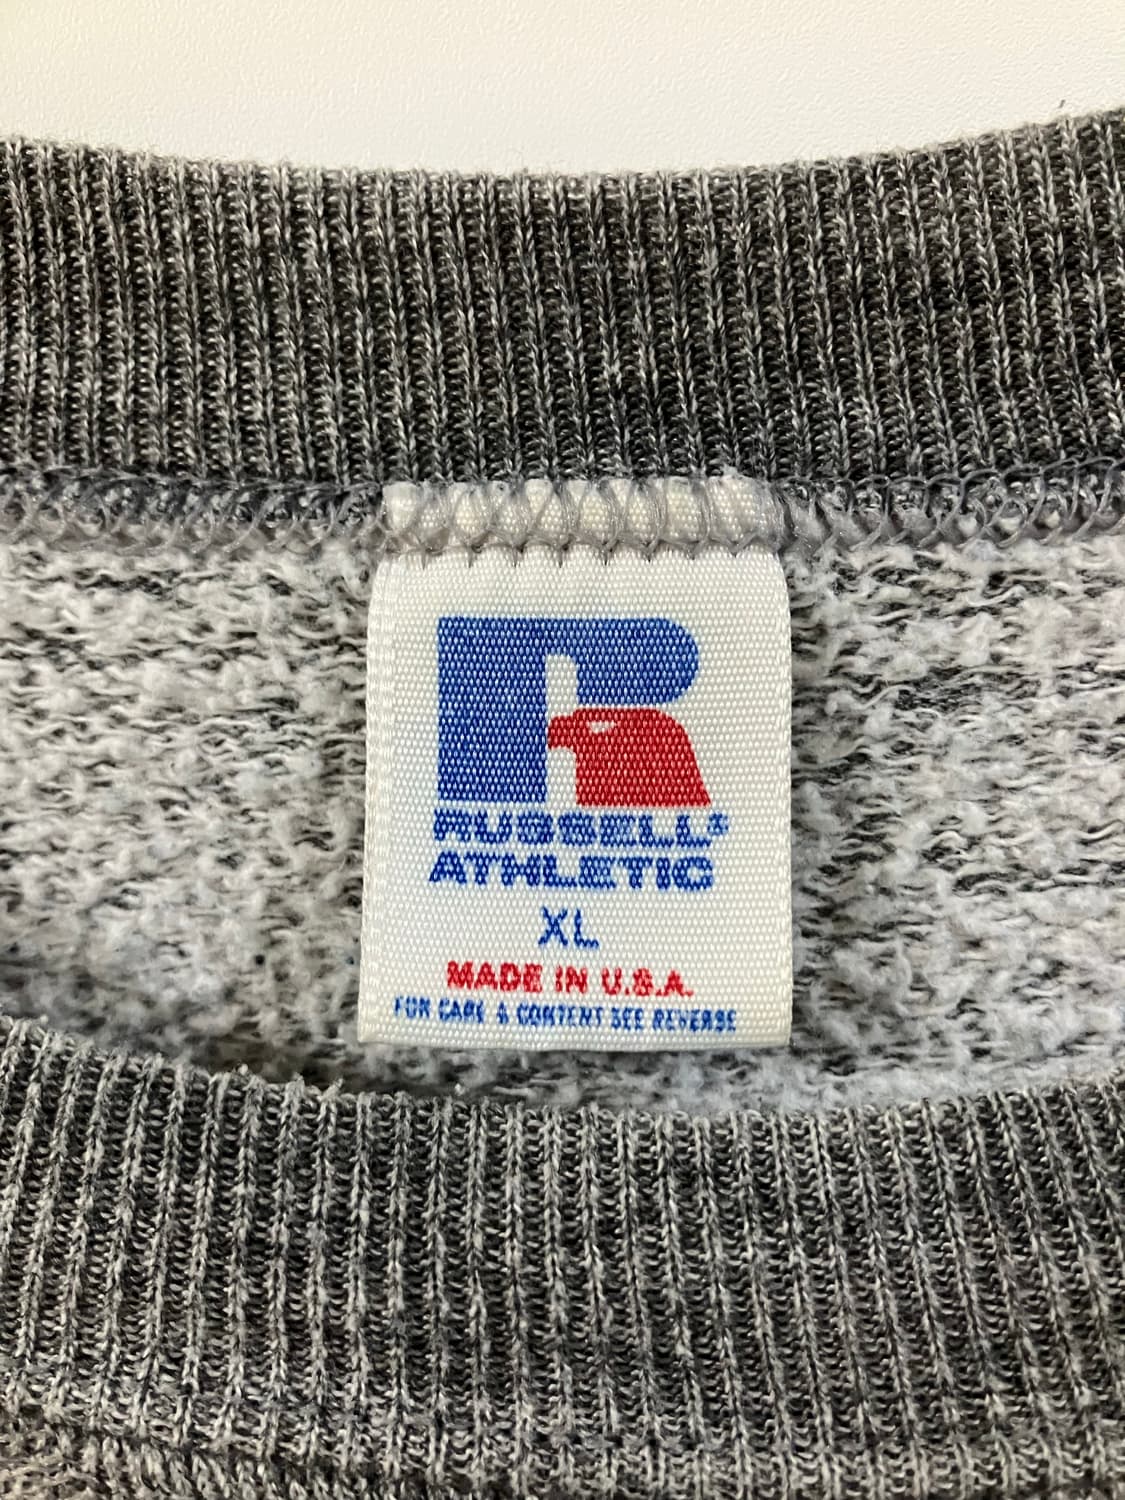 R
RUSSELL®
ATHLETIC
XL
MADE IN U.S.A.
FOR CARE & CONTENT SEE REVERSE